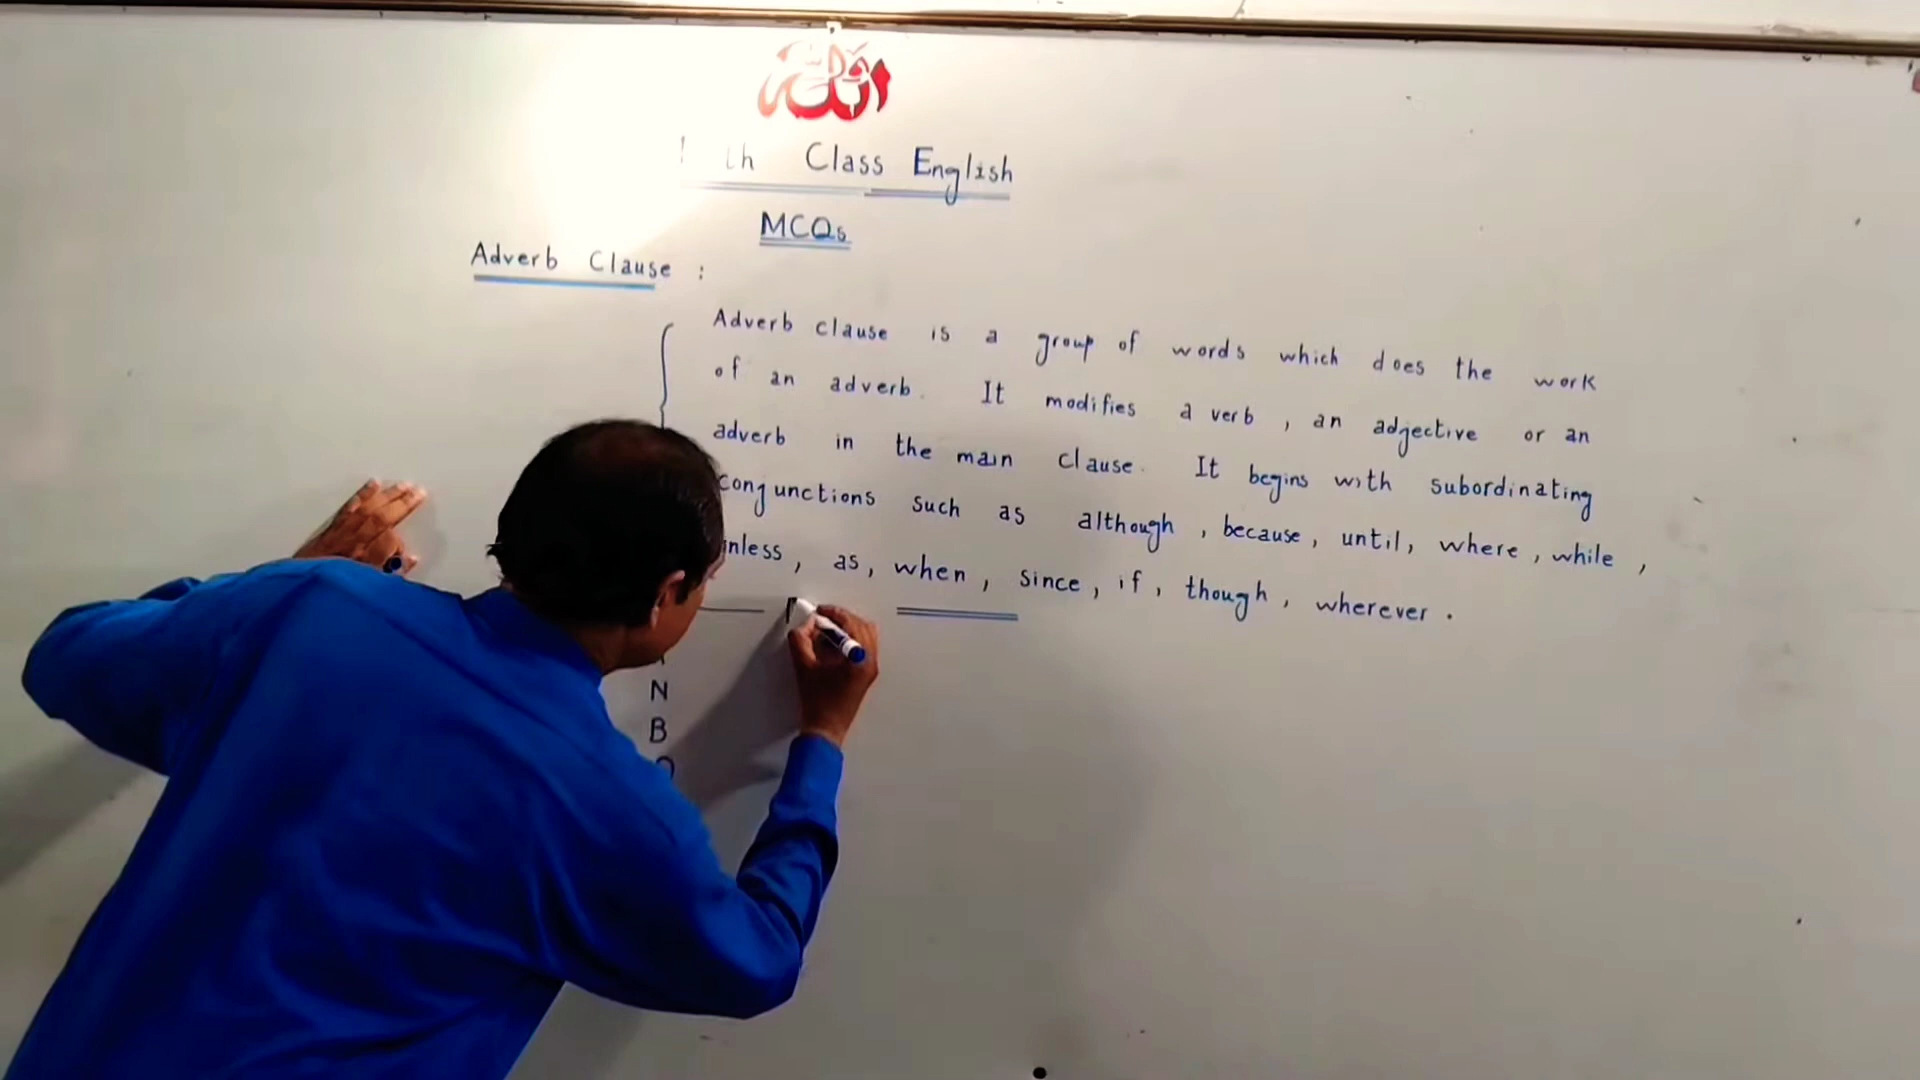 الله
th Class English
MCQs
Adverb Clause :
Adverb clause is a group of words which does the work
of an adverb. It modifies a verb, an adjective or an
adverb in the main clause. It begins with subordinating
conjunctions such as although, because, until, where, while,
nless, as, when, since, if, though, wherever.
N
B